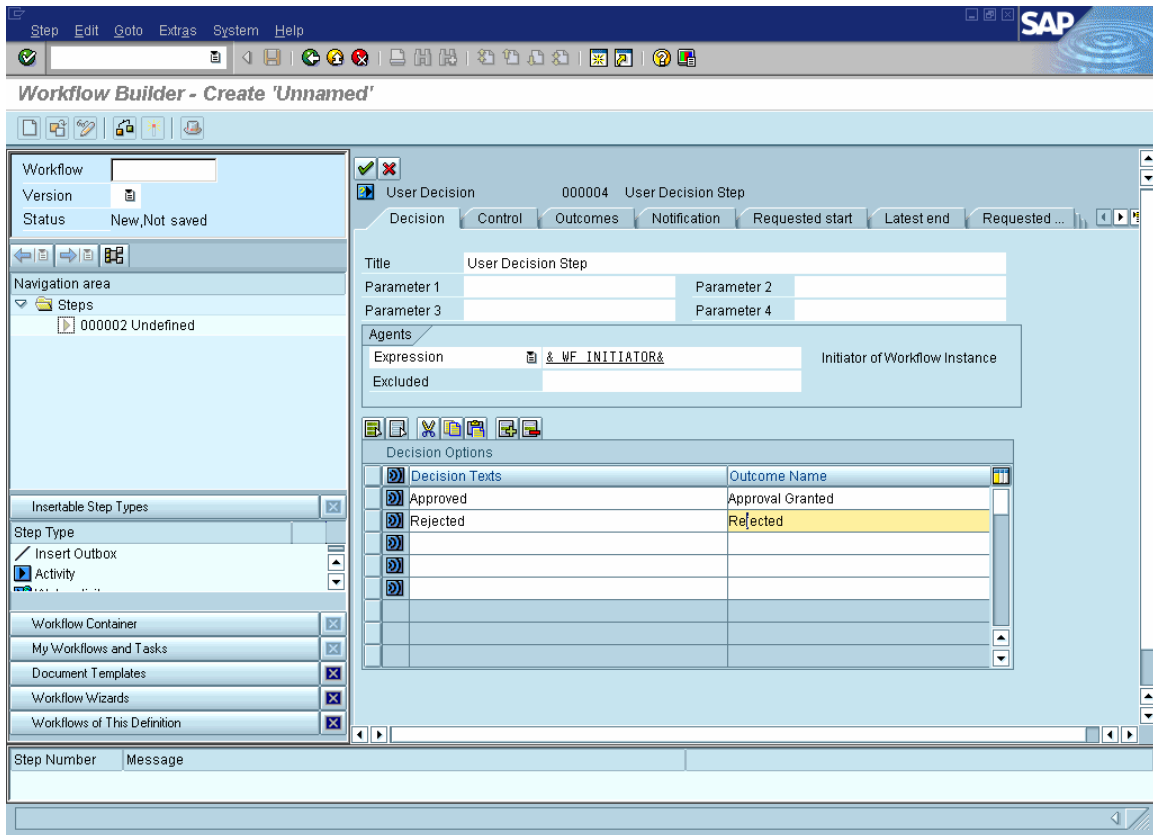 Step Edit Goto Extras System Help
SAP
Workflow Builder - Create 'Unnamed'
Workflow
Version
Status New,Not saved
Navigation area
Steps
000002 Undefined
Insertable Step Types
Step Type
Insert Outbox
Activity
Workflow Container
My Workflows and Tasks
Document Templates
Workflow Wizards
Workflows of This Definition
User Decision 000004 User Decision Step
Decision Control Outcomes Notification Requested start Latest end Requested ...
Title User Decision Step
Parameter 1 Parameter 2
Parameter 3 Parameter 4
Agents
Expression &_WF_INITIATOR& Initiator of Workflow Instance
Excluded
Decision Options
Decision Texts Outcome Name
Approved Approval Granted
Rejected Rejected
Step Number Message